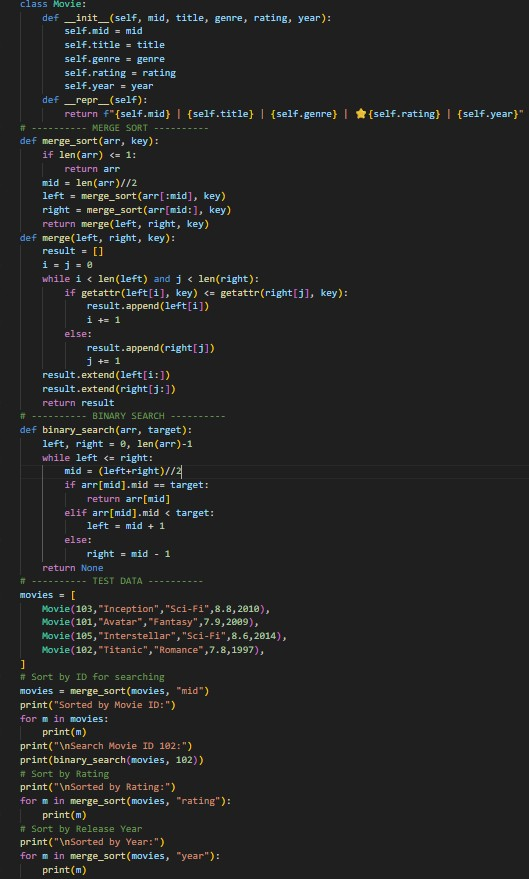 class Movie:
    def __init__(self, mid, title, genre, rating, year):
        self.mid = mid
        self.title = title
        self.genre = genre
        self.rating = rating
        self.year = year
    def __repr__(self):
        return f"{self.mid} | {self.title} | {self.genre} | ⭐{self.rating} | {self.year}"
# ---------- MERGE SORT ----------
def merge_sort(arr, key):
    if len(arr) <= 1:
        return arr
    mid = len(arr)//2
    left = merge_sort(arr[:mid], key)
    right = merge_sort(arr[mid:], key)
    return merge(left, right, key)
def merge(left, right, key):
    result = []
    i = j = 0
    while i < len(left) and j < len(right):
        if getattr(left[i], key) <= getattr(right[j], key):
            result.append(left[i])
            i += 1
        else:
            result.append(right[j])
            j += 1
    result.extend(left[i:])
    result.extend(right[j:])
    return result
# ---------- BINARY SEARCH ----------
def binary_search(arr, target):
    left, right = 0, len(arr)-1
    while left <= right:
        mid = (left+right)//2
        if arr[mid].mid == target:
            return arr[mid]
        elif arr[mid].mid < target:
            left = mid + 1
        else:
            right = mid - 1
    return None
# ---------- TEST DATA ----------
movies = [
    Movie(103,"Inception","Sci-Fi",8.8,2010),
    Movie(101,"Avatar","Fantasy",7.9,2009),
    Movie(105,"Interstellar","Sci-Fi",8.6,2014),
    Movie(102,"Titanic","Romance",7.8,1997),
]
# Sort by ID for searching
movies = merge_sort(movies, "mid")
print("Sorted by Movie ID:")
for m in movies:
    print(m)
print("\nSearch Movie ID 102:")
print(binary_search(movies, 102))
# Sort by Rating
print("\nSorted by Rating:")
for m in merge_sort(movies, "rating"):
    print(m)
# Sort by Release Year
print("\nSorted by Year:")
for m in merge_sort(movies, "year"):
    print(m)